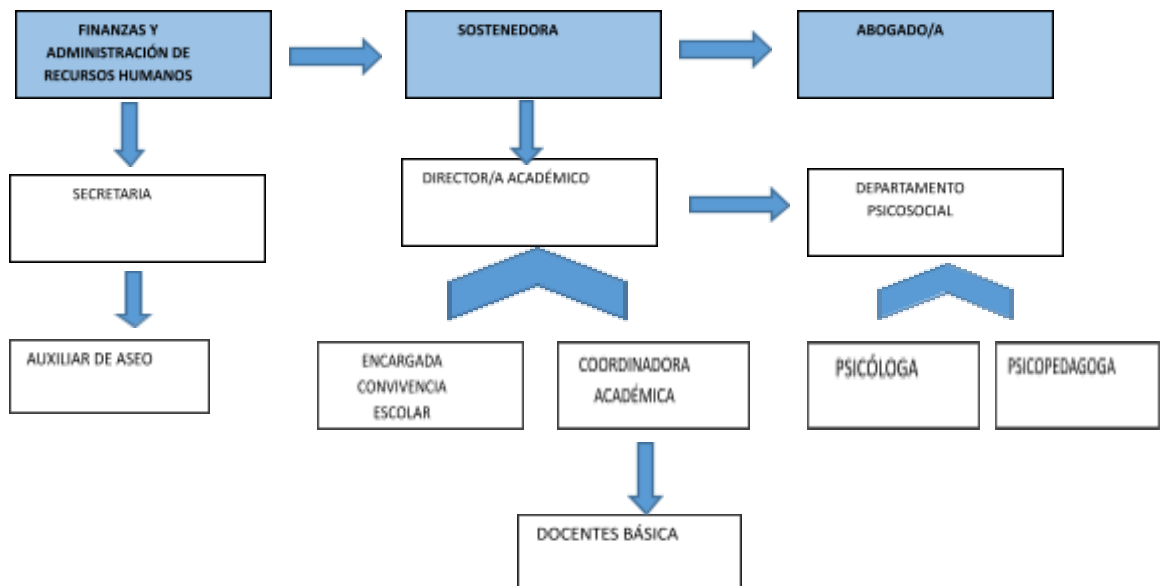 FINANZAS Y
ADMINISTRACIÓN DE
RECURSOS HUMANOS
SOSTENEDORA
ABOGADO/A
SECRETARIA
DIRECTOR/A ACADÉMICO
DEPARTAMENTO
PSICOSOCIAL
AUXILIAR DE ASEO
ENCARGADA
CONVIVENCIA
ESCOLAR
COORDINADORA
ACADÉMICA
PSICÓLOGA
PSICOPEDAGOGA
DOCENTES BÁSICA